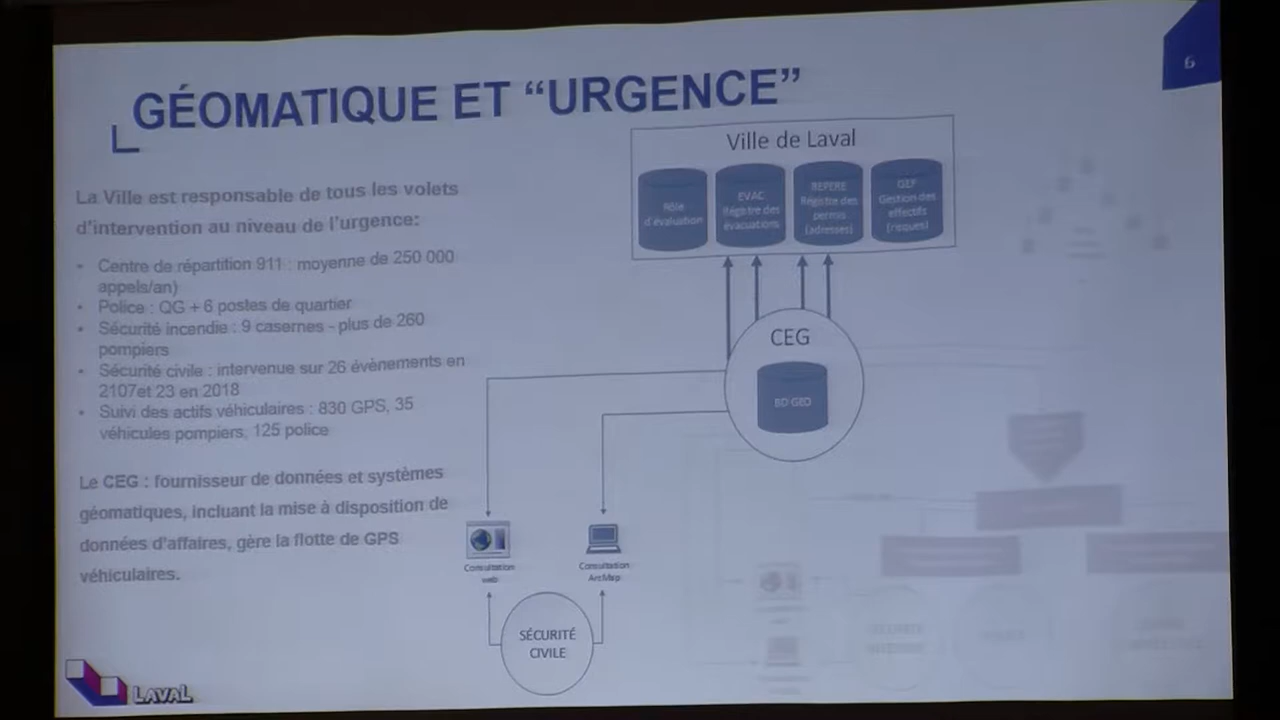 6
GÉOMATIQUE ET “URGENCE”
La Ville est responsable de tous les volets
d'intervention au niveau de l'urgence:
• Centre de répartition 911 : moyenne de 250 000
appels/an)
• Police : QG + 6 postes de quartier
• Sécurité incendie : 9 casernes - plus de 260
pompiers
• Sécurité civile : intervenue sur 26 évènements en
2107et 23 en 2018
• Suivi des actifs véhiculaires : 830 GPS, 35
véhicules pompiers, 125 police
Le CEG : fournisseur de données et systèmes
géomatiques, incluant la mise à disposition de
données d'affaires, gère la flotte de GPS
véhiculaires.
Ville de Laval
Rôle
d'évaluation
EVAC
Régistre des
évacuations
REPERE
Régistre des
permis
(adresses)
GEF
Gestion des
effectifs
(risques)
CEG
BD GEO
Consultation
web
Consultation
ArcMap
SÉCURITÉ
CIVILE
LAVAL